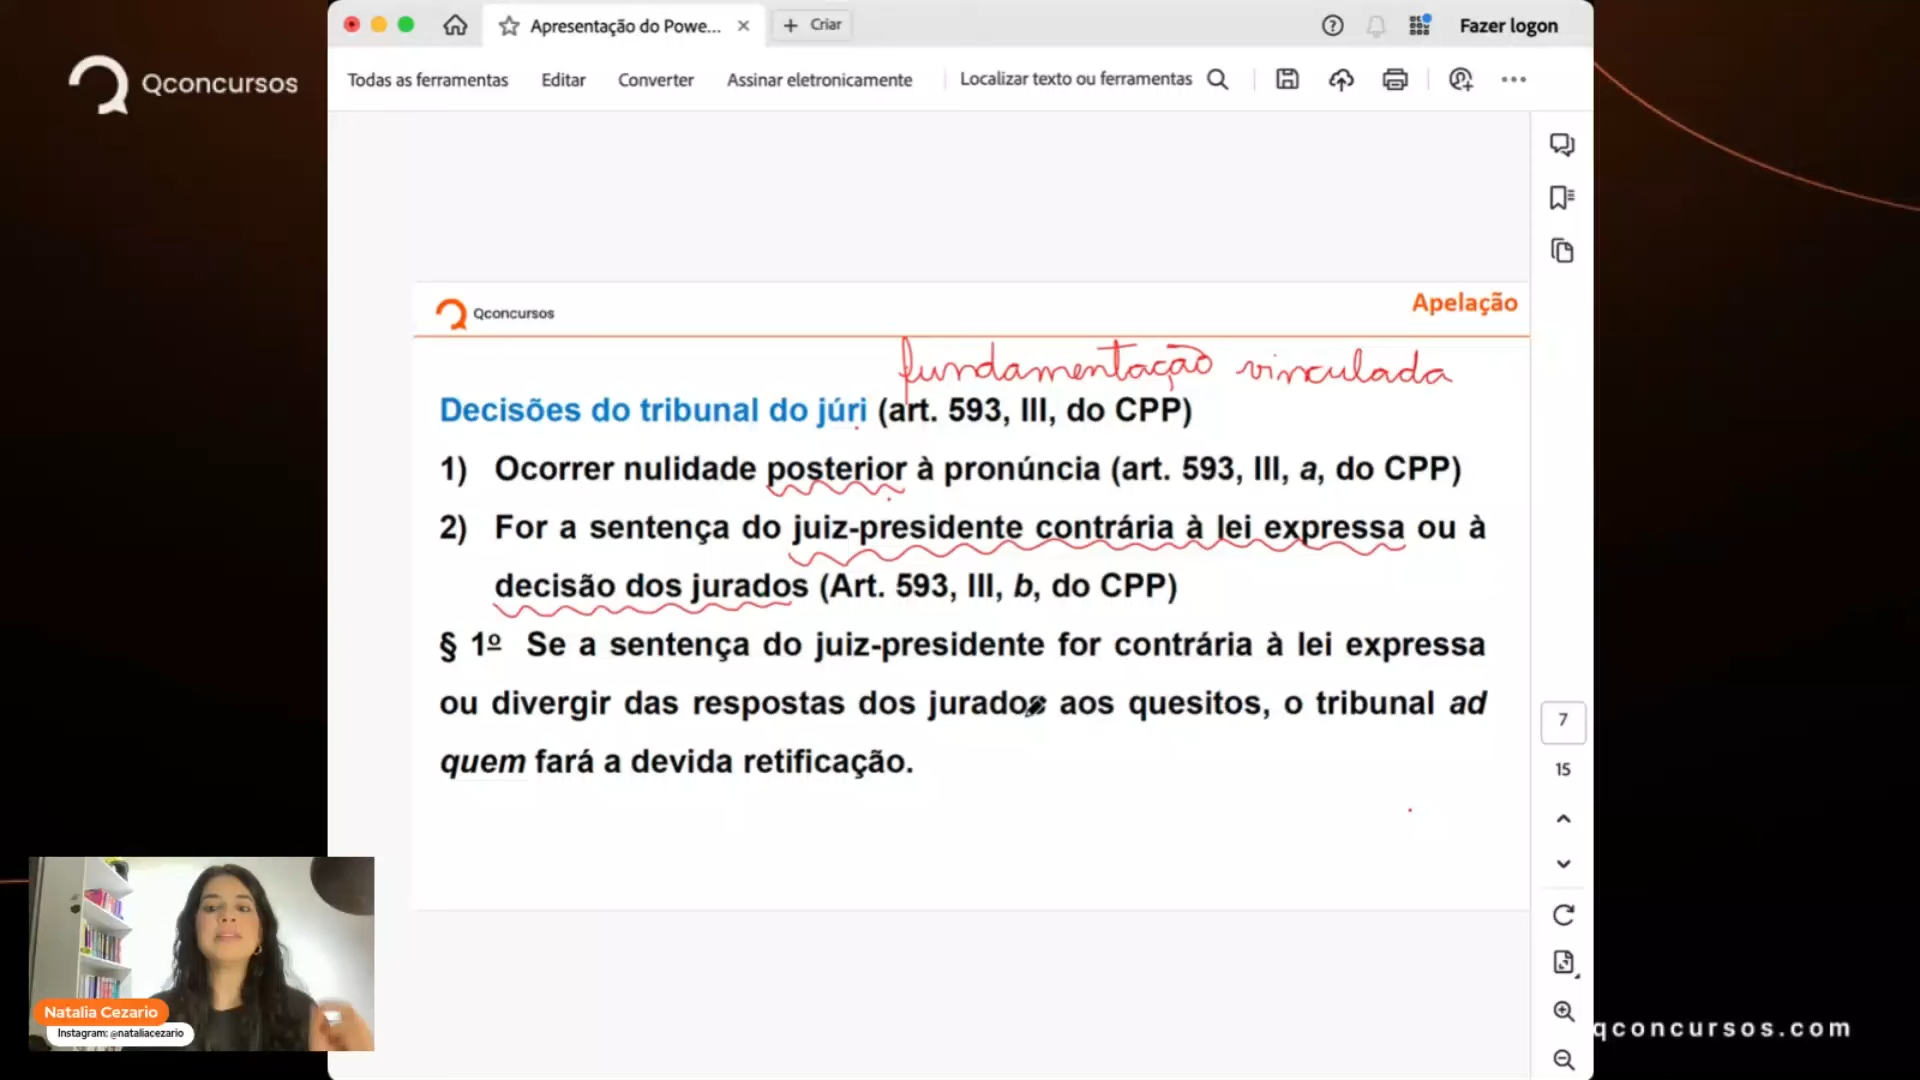 Apresentação do Powe...
Criar
Fazer logon
Qconcursos
Todas as ferramentas
Editar
Converter
Assinar eletronicamente
Localizar texto ou ferramentas
Qconcursos
Apelação
fundamentação vinculada
Decisões do tribunal do júri (art. 593, III, do CPP)
1) Ocorrer nulidade posterior à pronúncia (art. 593, III, a, do CPP)
2) For a sentença do juiz-presidente contrária à lei expressa ou à
decisão dos jurados (Art. 593, III, b, do CPP)
§ 1º Se a sentença do juiz-presidente for contrária à lei expressa
ou divergir das respostas dos jurados aos quesitos, o tribunal ad
quem fará a devida retificação.
7
15
Natalia Cezario
Instagram: @nataliacezario
qconcursos.com